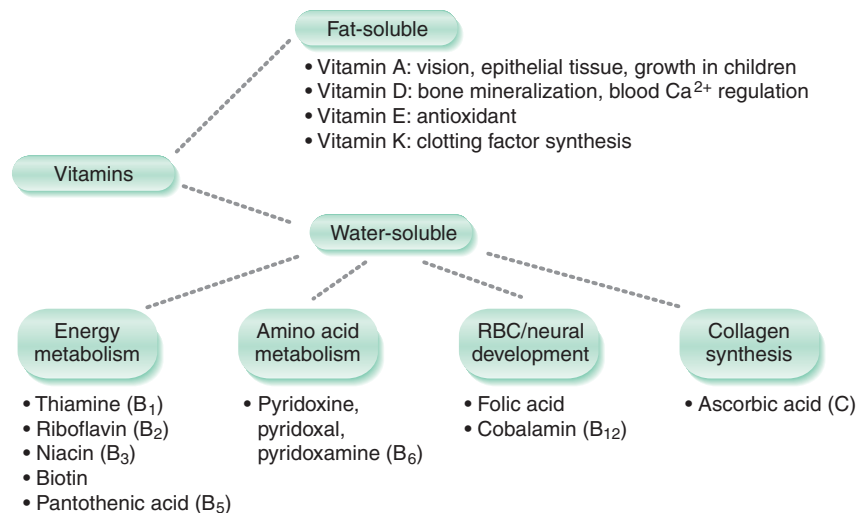 Fat-soluble
• Vitamin A: vision, epithelial tissue, growth in children
• Vitamin D: bone mineralization, blood Ca²⁺ regulation
• Vitamin E: antioxidant
• Vitamin K: clotting factor synthesis
Vitamins
Water-soluble
Energy
metabolism
• Thiamine (B₁)
• Riboflavin (B₂)
• Niacin (B₃)
• Biotin
• Pantothenic acid (B₅)
Amino acid
metabolism
• Pyridoxine,
pyridoxal,
pyridoxamine (B₆)
RBC/neural
development
• Folic acid
• Cobalamin (B₁₂)
Collagen
synthesis
• Ascorbic acid (C)